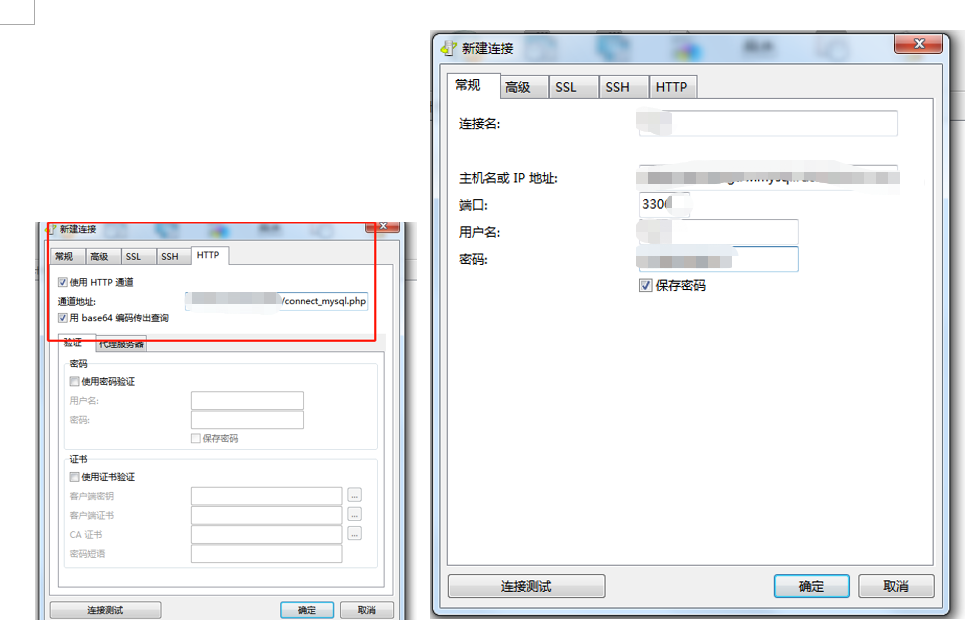 新建连接
常规 高级 SSL SSH HTTP
使用 HTTP 通道
通道地址: /connect_mysql.php
用 base64 编码传出查询
验证 代理服务器
密码
使用密码验证
用户名:
密码:
保存密码
证书
使用证书验证
客户端密钥 ...
客户端证书 ...
CA 证书 ...
密码短语
连接测试 确定 取消
新建连接
常规 高级 SSL SSH HTTP
连接名:
主机名或 IP 地址:
端口: 330
用户名:
密码:
保存密码
连接测试 确定 取消